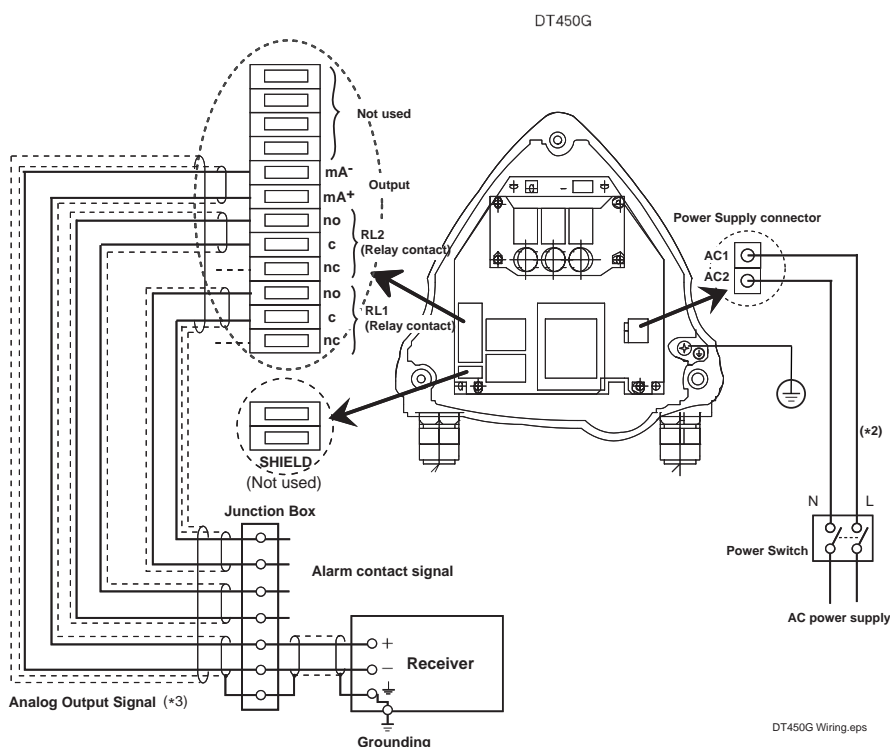 DT450G
Not used
mA-
Output
mA+
no
RL2
(Relay contact)
c
nc
no
RL1
(Relay contact)
c
nc
Power Supply connector
AC1
AC2
SHIELD
(Not used)
(*2)
Junction Box
N L
Power Switch
Alarm contact signal
AC power supply
+
Receiver
−
Analog Output Signal (*3)
Grounding
DT450G Wiring.eps